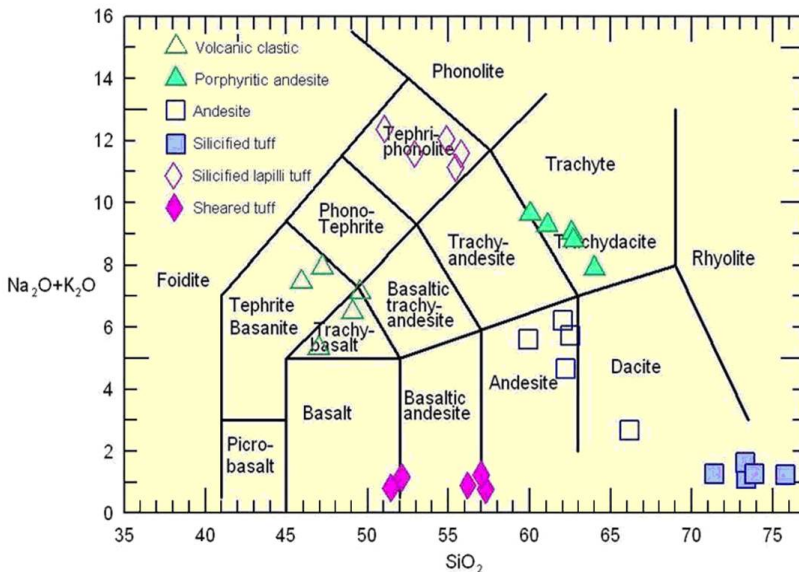 16
14
12
10
8
6
4
2
0
Na2O+K2O
Volcanic clastic
Porphyritic andesite
Andesite
Silicified tuff
Silicified lapilli tuff
Sheared tuff
Phonolite
Tephri-
phonolite
Trachyte
Phono-
Tephrite
Trachy-
andesite
Trachydacite
Foidite
Rhyolite
Tephrite
Basanite
Trachy-
basalt
Basaltic
trachy-
andesite
Basalt
Basaltic
andesite
Andesite
Dacite
Picro-
basalt
35 41 45 50 55 60 65 70 75
SiO2